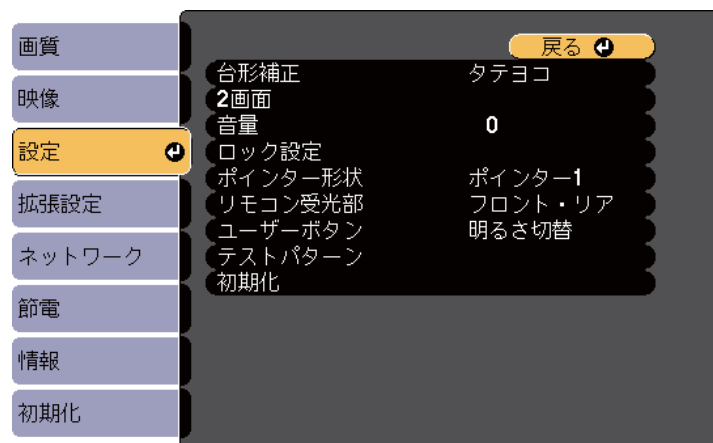 画質
映像
設定
拡張設定
ネットワーク
節電
情報
初期化
戻る
台形補正 タテヨコ
2画面
音量 0
ロック設定
ポインター形状 ポインター1
リモコン受光部 フロント・リア
ユーザーボタン 明るさ切替
テストパターン
初期化